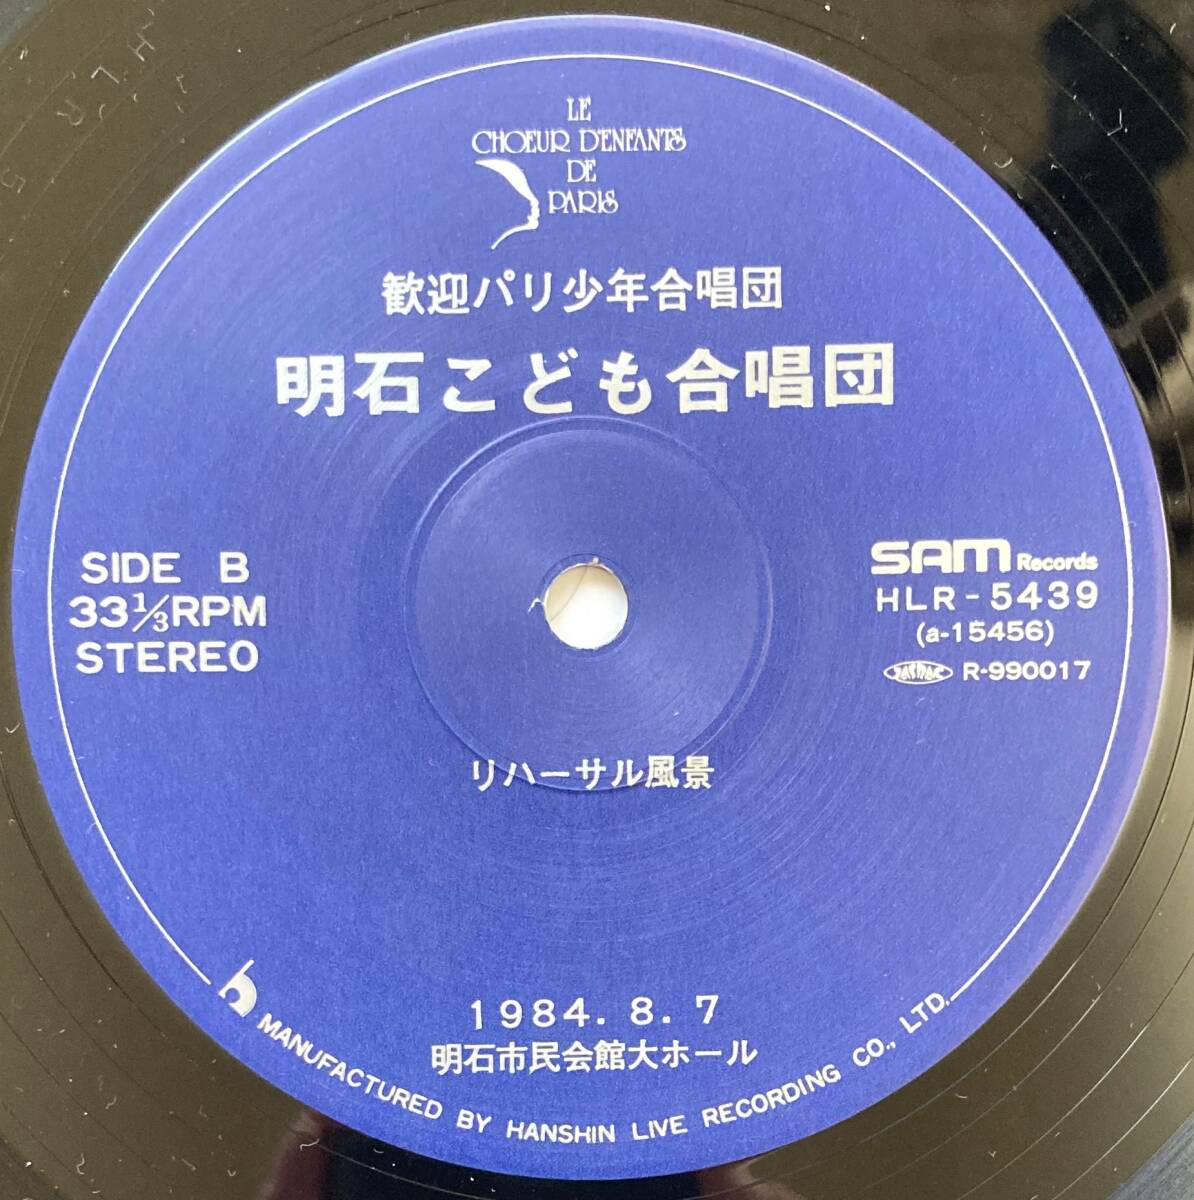 LE
CHOEUR D'ENFANTS
DE
PARIS
歓迎パリ少年合唱団
明石こども合唱団
SIDE B
33⅓RPM
STEREO
SAM Records
HLR-5439
(a-15456)
JASRAC R-990017
リハーサル風景
1984. 8. 7
明石市民会館大ホール
MANUFACTURED BY HANSHIN LIVE RECORDING CO., LTD.